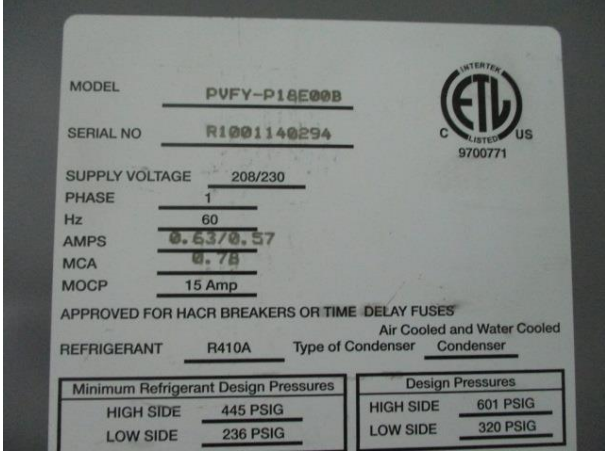 MODEL PVFY-P18E00B
SERIAL NO R1001140294
INTERTEK
ETL
C LISTED US
9700771
SUPPLY VOLTAGE 208/230
PHASE 1
Hz 60
AMPS 0.63/0.57
MCA 0.78
MOCP 15 Amp
APPROVED FOR HACR BREAKERS OR TIME DELAY FUSES
Air Cooled and Water Cooled
REFRIGERANT R410A Type of Condenser Condenser
Minimum Refrigerant Design Pressures
HIGH SIDE 445 PSIG
LOW SIDE 236 PSIG
Design Pressures
HIGH SIDE 601 PSIG
LOW SIDE 320 PSIG